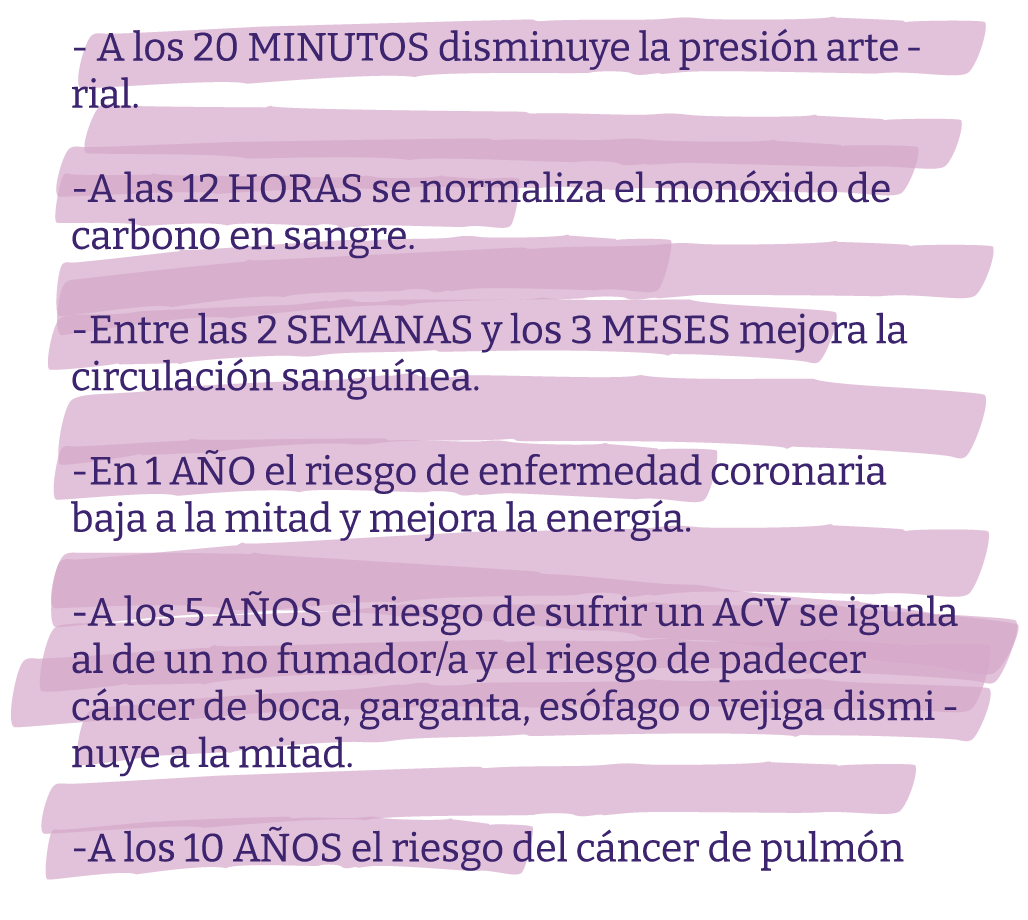 - A los 20 MINUTOS disminuye la presión arte -
rial.
-A las 12 HORAS se normaliza el monóxido de
carbono en sangre.
-Entre las 2 SEMANAS y los 3 MESES mejora la
circulación sanguínea.
-En 1 AÑO el riesgo de enfermedad coronaria
baja a la mitad y mejora la energía.
-A los 5 AÑOS el riesgo de sufrir un ACV se iguala
al de un no fumador/a y el riesgo de padecer
cáncer de boca, garganta, esófago o vejiga dismi -
nuye a la mitad.
-A los 10 AÑOS el riesgo del cáncer de pulmón